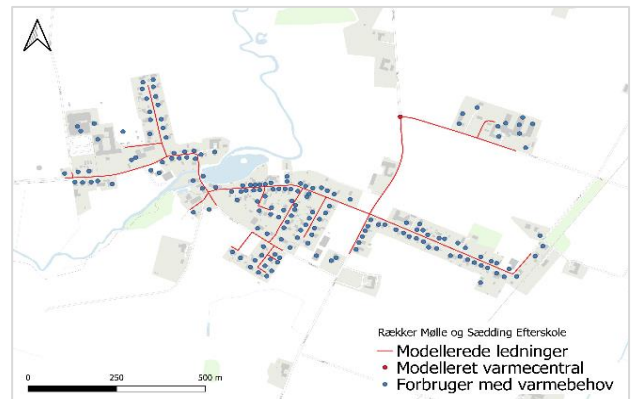 Rækker Mølle og Sædding Efterskole
Modellerede ledninger
Modelleret varmecentral
Forbruger med varmebehov
0 250 500 m